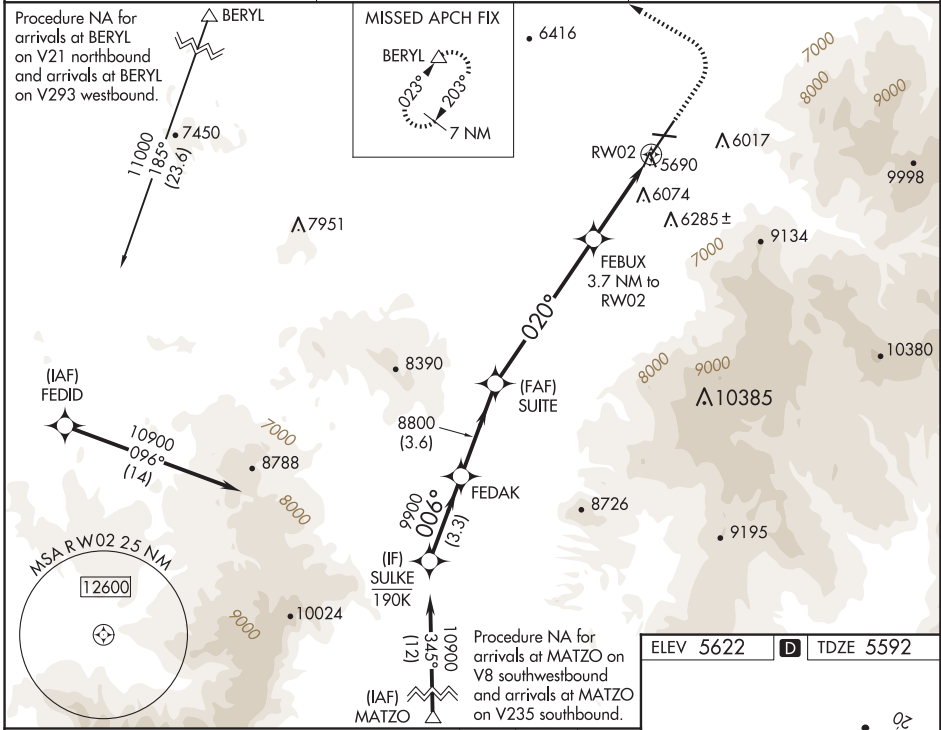 Procedure NA for
arrivals at BERYL
on V21 northbound
and arrivals at BERYL
on V293 westbound.
BERYL
11000
185°
(23.6)
7450
MISSED APCH FIX
BERYL
023°
203°
7 NM
6416
7000
8000
9000
RW02
5690
6017
9998
6074
6285 ±
7951
9134
7000
FEBUX
3.7 NM to
RW02
020°
10380
8000
9000
8390
(FAF)
SUITE
10385
(IAF)
FEDID
10900
096°
(14)
8800
(3.6)
7000
8788
8000
FEDAK
8726
9195
9900
006°
(3.3)
(IF)
SULKE
190K
MSA RW02 25 NM
12600
9000
10024
10900
345°
(12)
(IAF)
MATZO
Procedure NA for
arrivals at MATZO on
V8 southwestbound
and arrivals at MATZO
on V235 southbound.
ELEV 5622
D
TDZE 5592
20